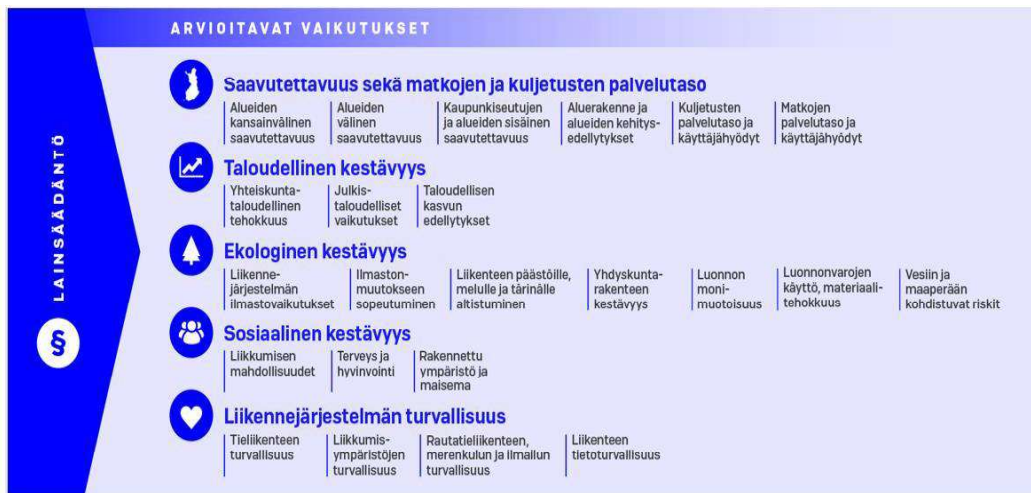 ARVIOITAVAT VAIKUTUKSET
LAINSÄÄDÄNTÖ
§
Saavutettavuus sekä matkojen ja kuljetusten palvelutaso
Alueiden
kansainvälinen
saavutettavuus
Alueiden
välinen
saavutettavuus
Kaupunkiseutujen
ja alueiden sisäinen
saavutettavuus
Aluerakenne ja
alueiden kehitys-
edellytykset
Kuljetusten
palvelutaso ja
käyttäjähyödyt
Matkojen
palvelutaso ja
käyttäjähyödyt
Taloudellinen kestävyys
Yhteiskunta-
taloudellinen
tehokkuus
Julkis-
taloudelliset
vaikutukset
Taloudellisen
kasvun
edellytykset
Ekologinen kestävyys
Liikenne-
järjestelmän
ilmastovaikutukset
Ilmaston-
muutokseen
sopeutuminen
Liikenteen päästöille,
melulle ja tärinälle
altistuminen
Yhdyskunta-
rakenteen
kestävyys
Luonnon
moni-
muotoisuus
Luonnonvarojen
käyttö, materiaali-
tehokkuus
Vesiin ja
maaperään
kohdistuvat riskit
Sosiaalinen kestävyys
Liikkumisen
mahdollisuudet
Terveys ja
hyvinvointi
Rakennettu
ympäristö ja
maisema
Liikennejärjestelmän turvallisuus
Tieliikenteen
turvallisuus
Liikkumis-
ympäristöjen
turvallisuus
Rautatieliikenteen,
merenkulun ja ilmailun
turvallisuus
Liikenteen
tietoturvallisuus